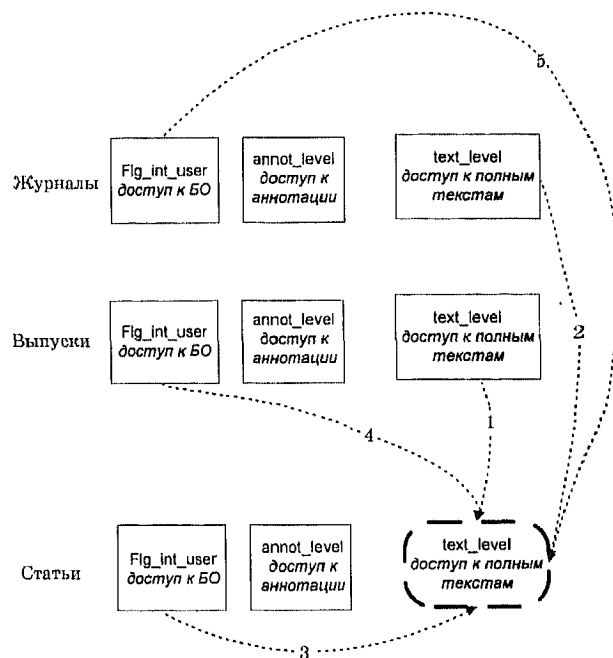 5
Журналы
Flg_int_user
доступ к БО
annot_level
доступ к
аннотации
text_level
доступ к полным
текстам
Выпуски
Flg_int_user
доступ к БО
annot_level
доступ к
аннотации
text_level
доступ к полным
текстам
2
1
4
Статьи
Flg_int_user
доступ к БО
annot_level
доступ к
аннотации
text_level
доступ к полным
текстам
3